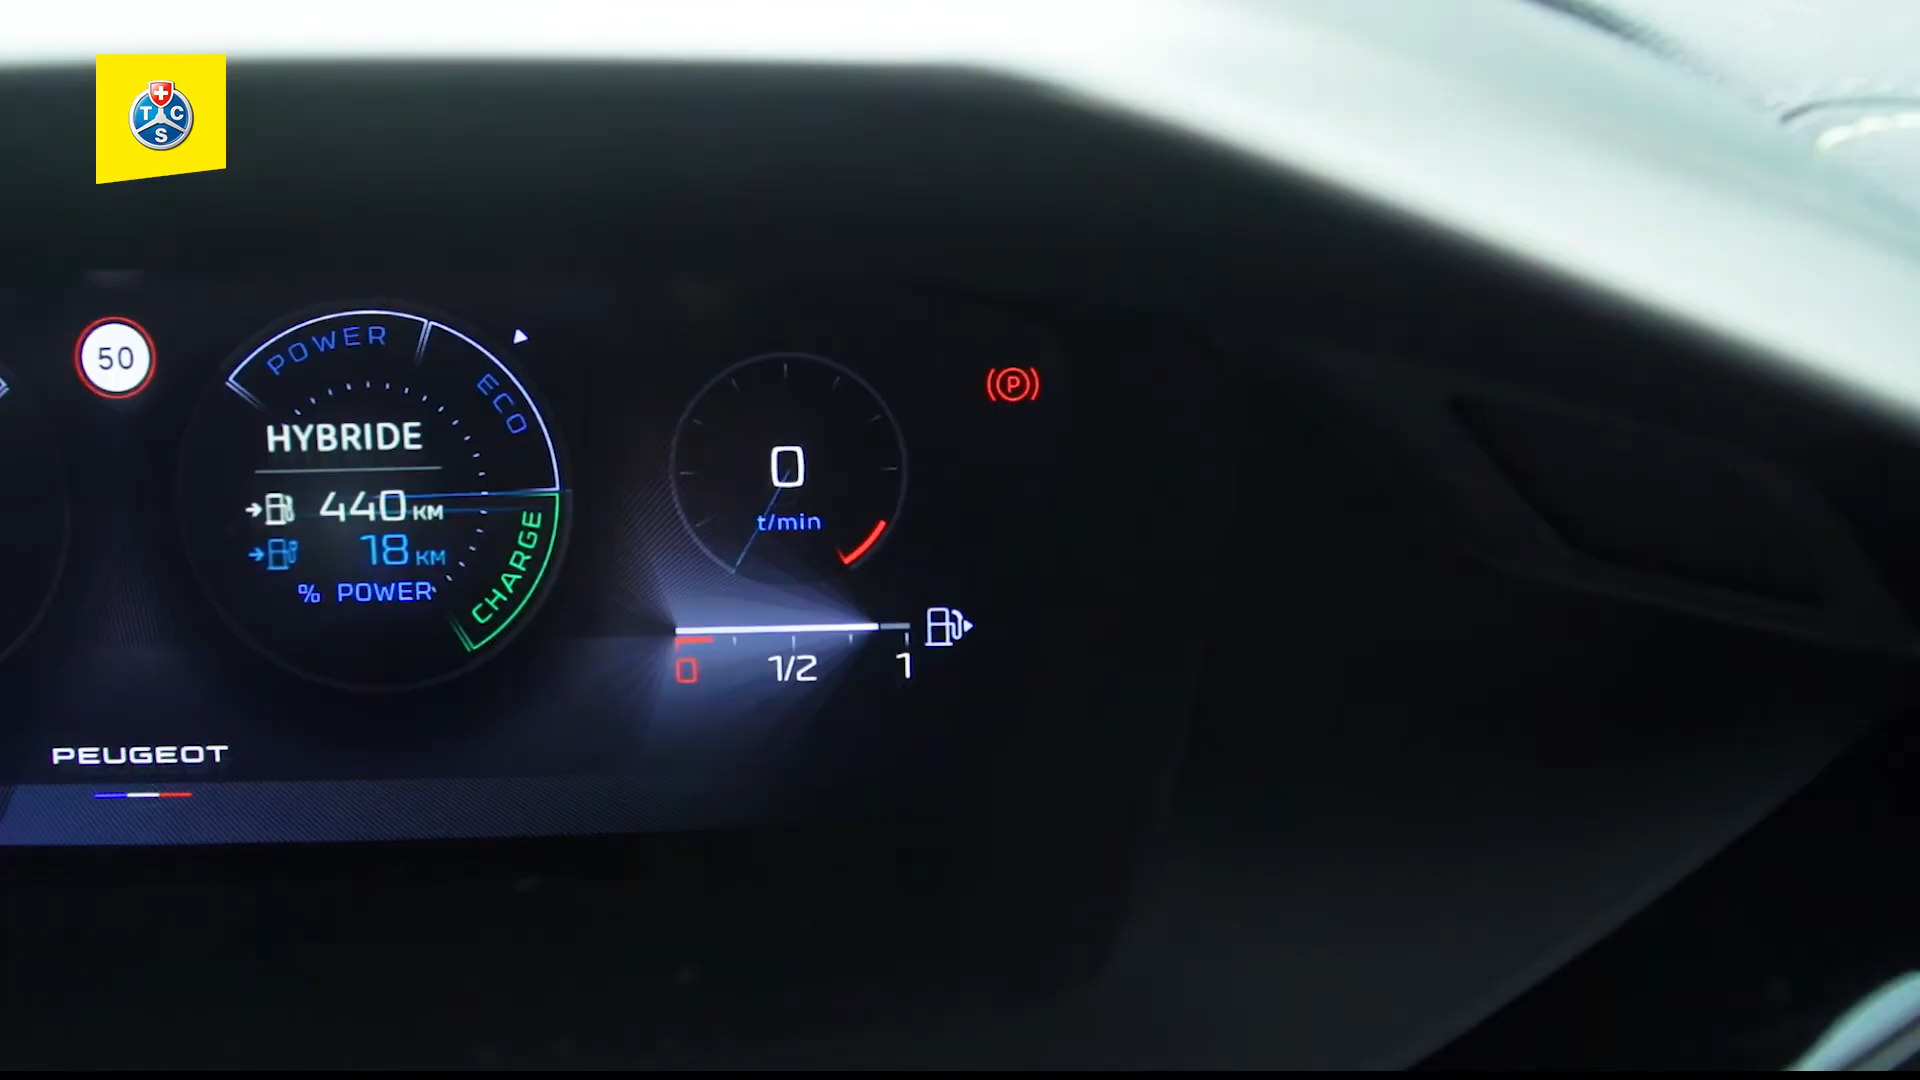 TCS
50
POWER
ECO
HYBRIDE
440 KM
18 KM
% POWER
CHARGE
0
t/min
P
0 1/2 1
PEUGEOT